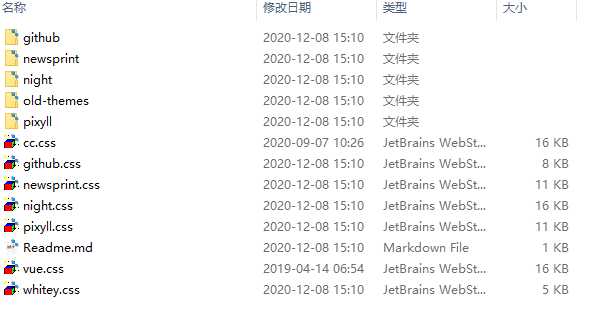 名称 修改日期 类型 大小
github 2020-12-08 15:10 文件夹
newsprint 2020-12-08 15:10 文件夹
night 2020-12-08 15:10 文件夹
old-themes 2020-12-08 15:10 文件夹
pixyll 2020-12-08 15:10 文件夹
cc.css 2020-09-07 10:26 JetBrains WebSt... 16 KB
github.css 2020-12-08 15:10 JetBrains WebSt... 8 KB
newsprint.css 2020-12-08 15:10 JetBrains WebSt... 11 KB
night.css 2020-12-08 15:10 JetBrains WebSt... 16 KB
pixyll.css 2020-12-08 15:10 JetBrains WebSt... 11 KB
Readme.md 2020-12-08 15:10 Markdown File 1 KB
vue.css 2019-04-14 06:54 JetBrains WebSt... 16 KB
whitey.css 2020-12-08 15:10 JetBrains WebSt... 5 KB